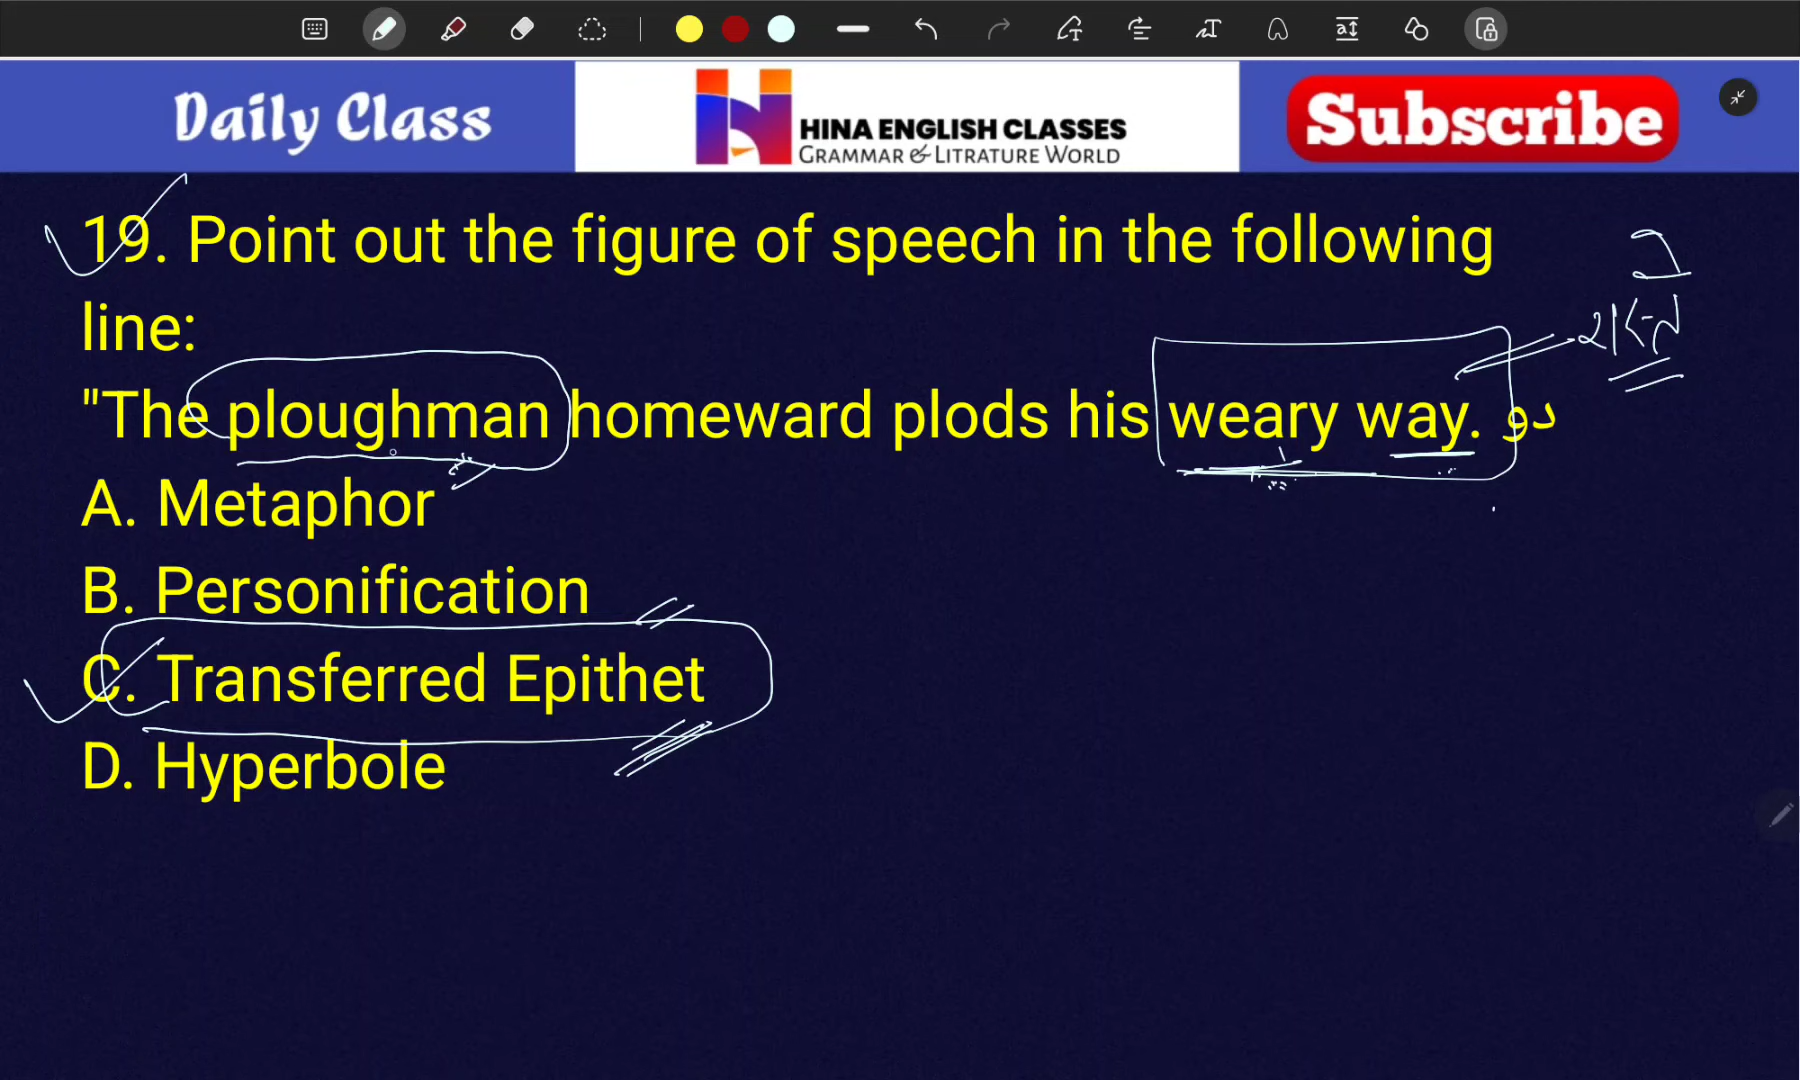 Daily Class
HINA ENGLISH CLASSES
GRAMMAR & LITRATURE WORLD
Subscribe
19. Point out the figure of speech in the following
line:
"The ploughman homeward plods his weary way. دو
A. Metaphor
B. Personification
C. Transferred Epithet
D. Hyperbole